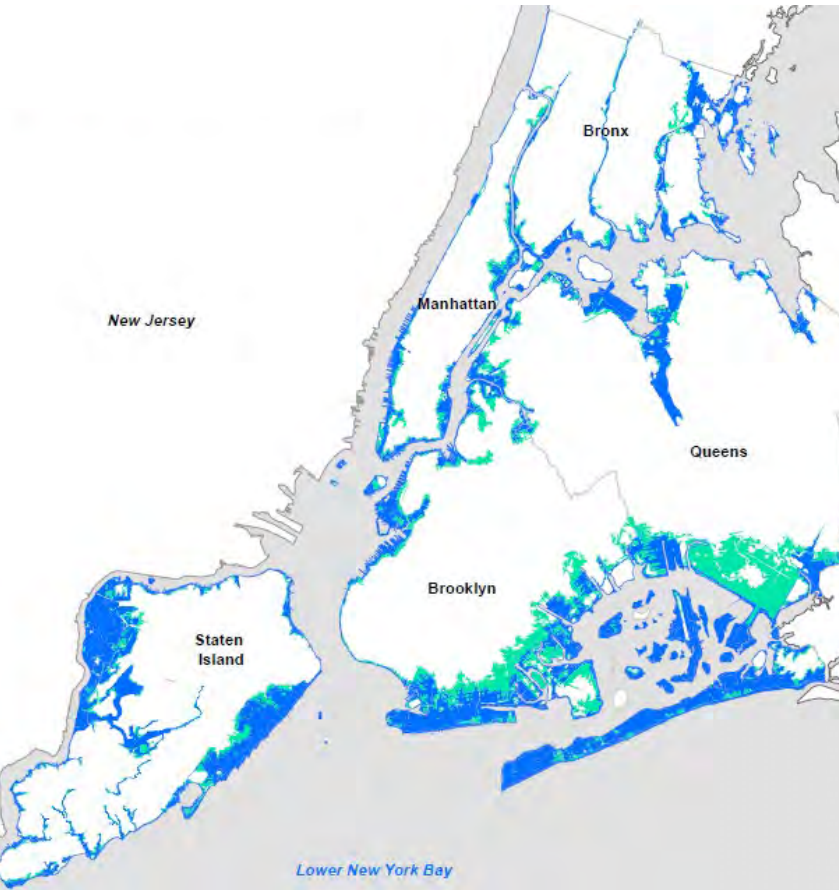 Bronx
Manhattan
New Jersey
Queens
Brooklyn
Staten
Island
Lower New York Bay